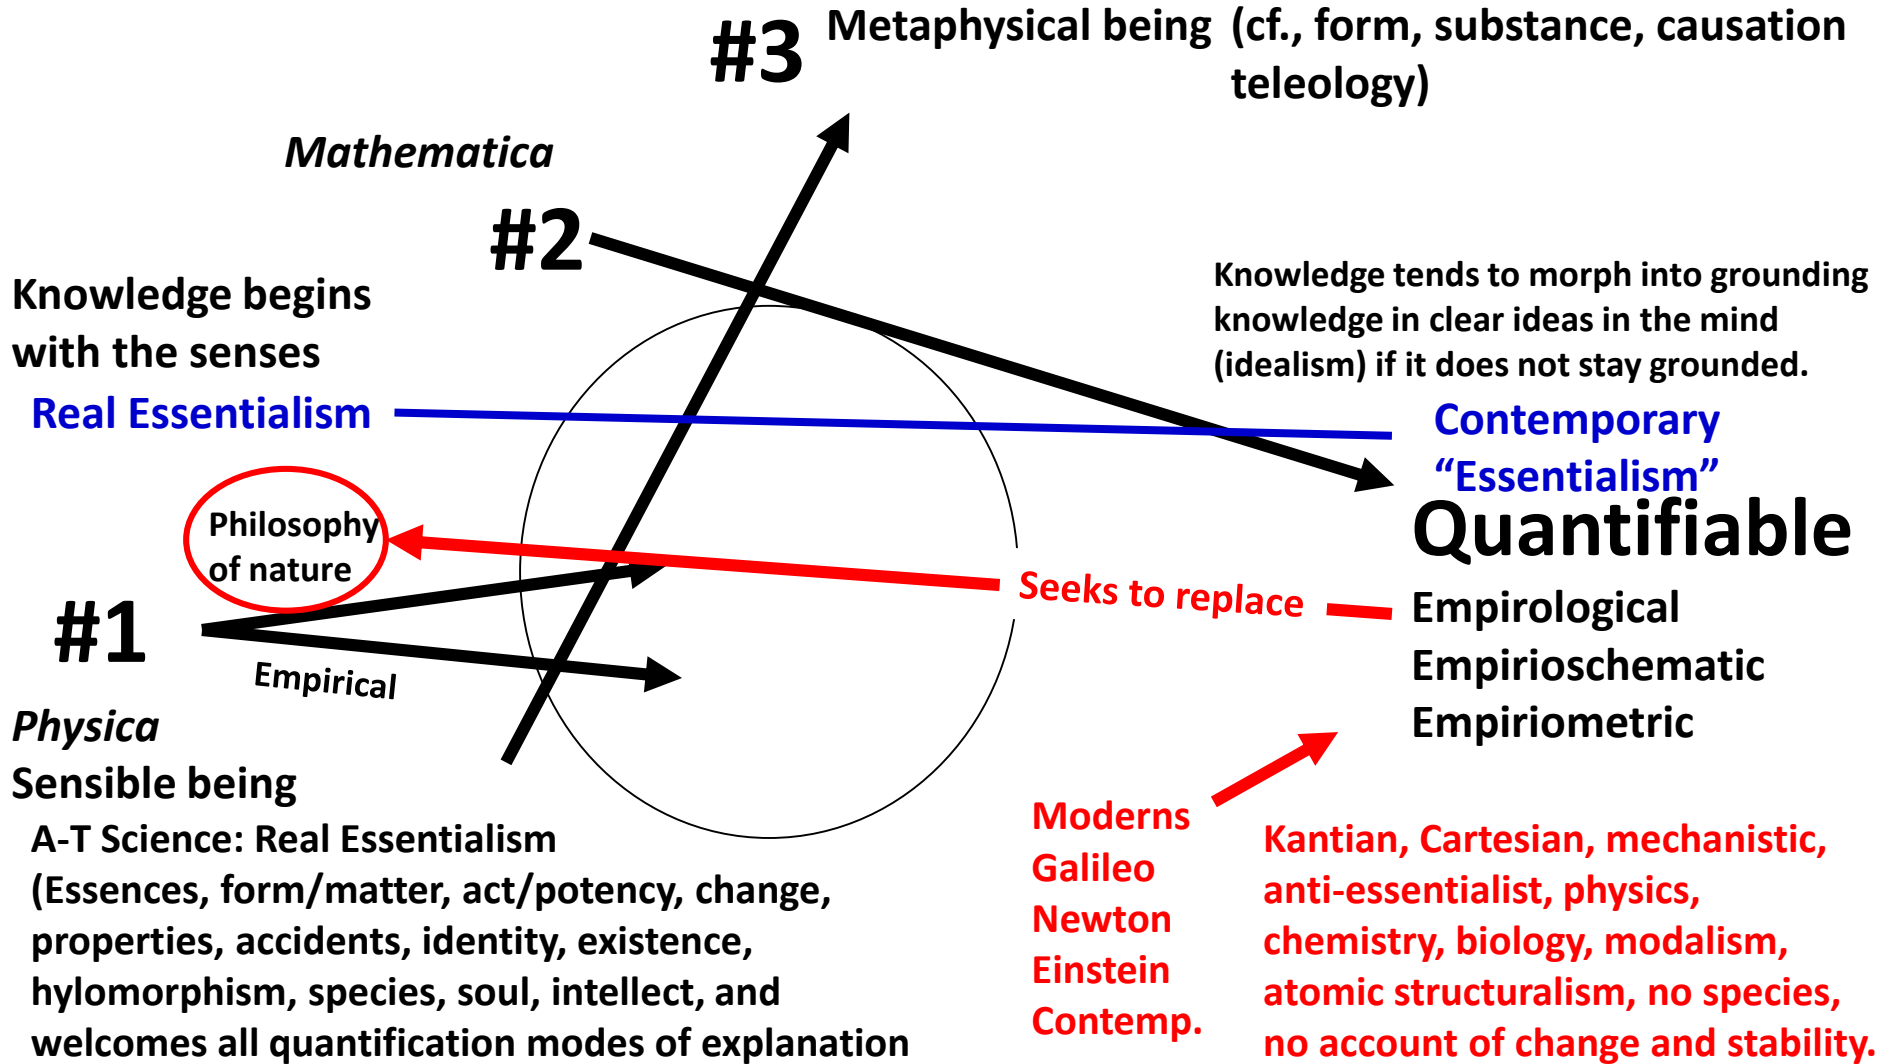 #3
Metaphysical being (cf., form, substance, causation
teleology)
Mathematica
#2
Knowledge begins
with the senses
Real Essentialism
Knowledge tends to morph into grounding
knowledge in clear ideas in the mind
(idealism) if it does not stay grounded.
Contemporary
“Essentialism”
Quantifiable
Philosophy
of nature
Seeks to replace
Empirological
Empirioschematic
Empiriometric
#1
Empirical
Physica
Sensible being
A-T Science: Real Essentialism
(Essences, form/matter, act/potency, change,
properties, accidents, identity, existence,
hylomorphism, species, soul, intellect, and
welcomes all quantification modes of explanation
Moderns
Galileo
Newton
Einstein
Contemp.
Kantian, Cartesian, mechanistic,
anti-essentialist, physics,
chemistry, biology, modalism,
atomic structuralism, no species,
no account of change and stability.